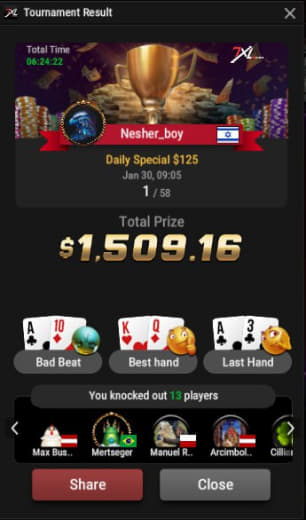 7XL Tournament Result
Total Time
06:24:22
7XL
Nesher_boy
Daily Special $125
Jan 30, 09:05
1 / 58
Total Prize
$1,509.16
A 10
K Q
A 3
Bad Beat
Best hand
Last Hand
You knocked out 13 players
Max Bus..
Mertseger
Manuel R..
Arcimbol..
Cillia
Share
Close